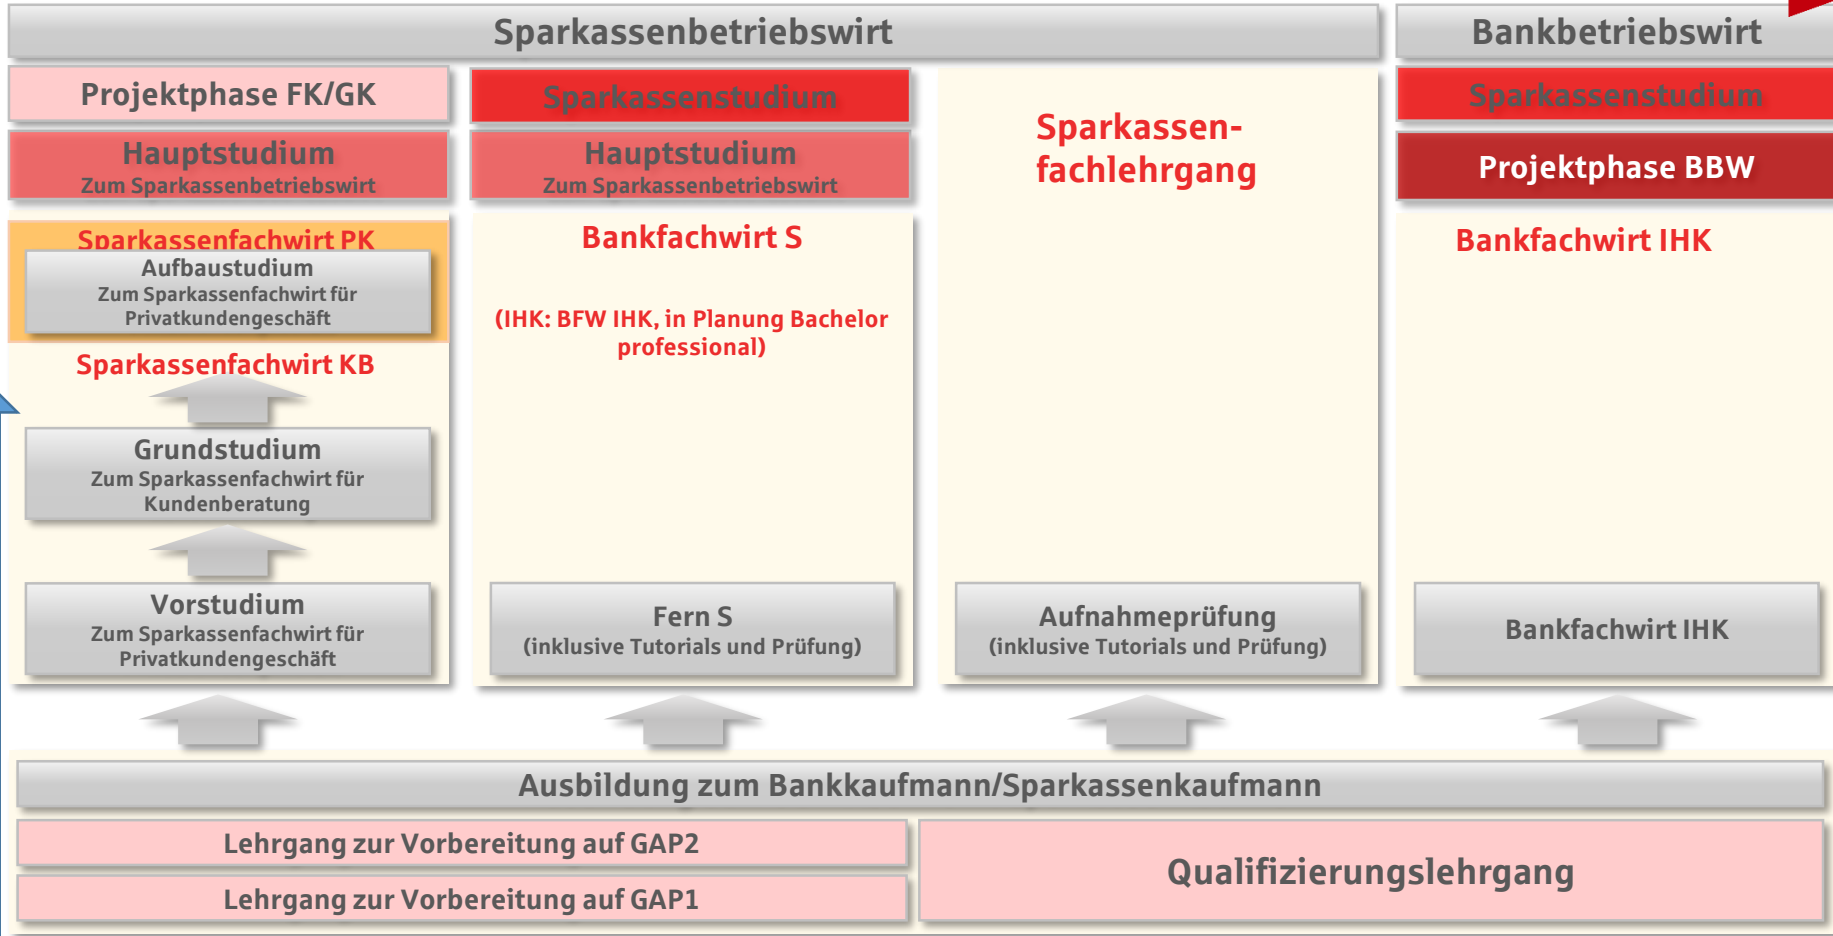 Sparkassenbetriebswirt
Bankbetriebswirt
Projektphase FK/GK
Hauptstudium
Zum Sparkassenbetriebswirt
Sparkassenfachwirt PK
Aufbaustudium
Zum Sparkassenfachwirt für
Privatkundengeschäft
Sparkassenfachwirt KB
Grundstudium
Zum Sparkassenfachwirt für
Kundenberatung
Vorstudium
Zum Sparkassenfachwirt für
Privatkundengeschäft
Sparkassenstudium
Hauptstudium
Zum Sparkassenbetriebswirt
Bankfachwirt S
(IHK: BFW IHK, in Planung Bachelor
professional)
Fern S
(inklusive Tutorials und Prüfung)
Sparkassen-
fachlehrgang
Aufnahmeprüfung
(inklusive Tutorials und Prüfung)
Sparkassenstudium
Projektphase BBW
Bankfachwirt IHK
Bankfachwirt IHK
Ausbildung zum Bankkaufmann/Sparkassenkaufmann
Lehrgang zur Vorbereitung auf GAP2
Lehrgang zur Vorbereitung auf GAP1
Qualifizierungslehrgang